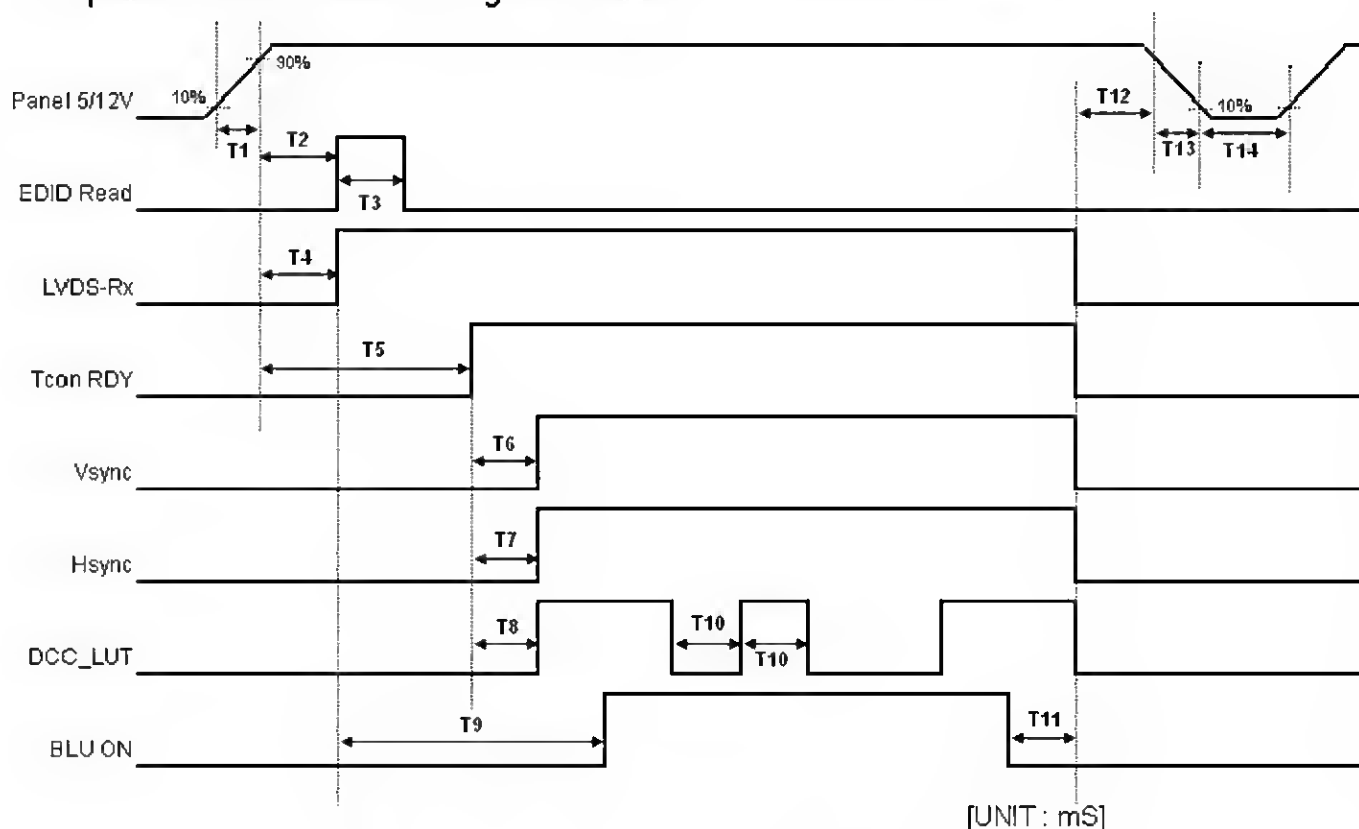 90%
10%
Panel 5/12V
T12
10%
T1
T2
T13
T14
EDID Read
T3
T4
LVDS-Rx
T5
Tcon RDY
T6
Vsync
T7
Hsync
T8
T10
T10
DCC_LUT
T9
T11
BLU ON
[UNIT : mS]